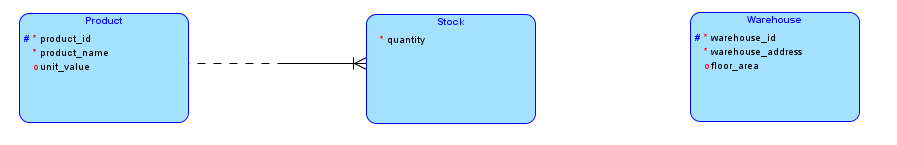 Product
# * product_id
* product_name
o unit_value
Stock
* quantity
Warehouse
# * warehouse_id
* warehouse_address
o floor_area